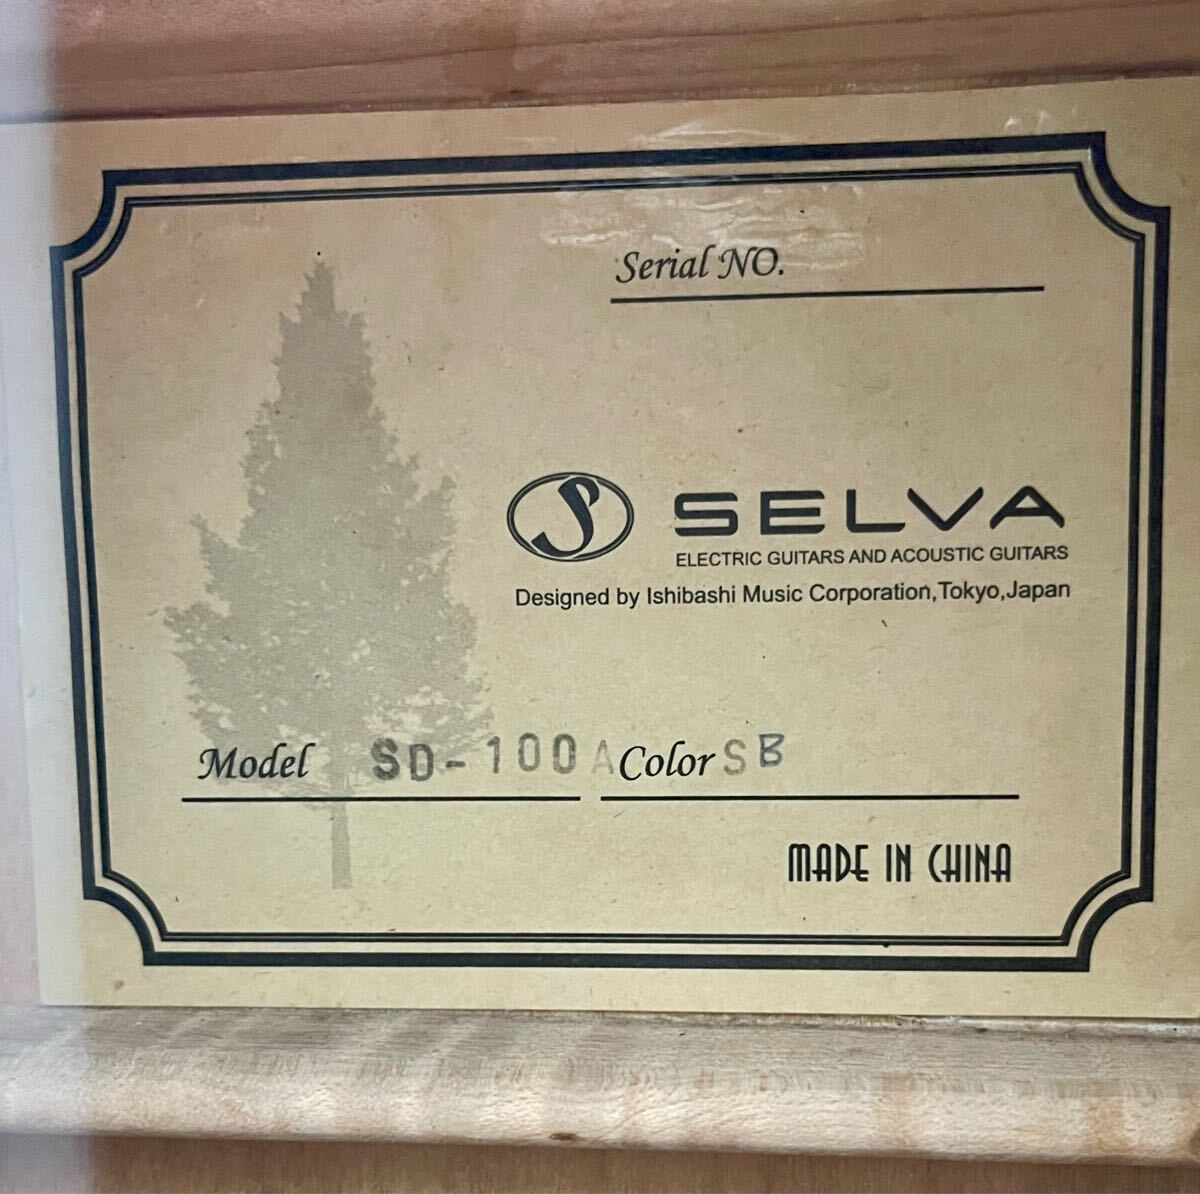 Serial NO.
S SELVA
ELECTRIC GUITARS AND ACOUSTIC GUITARS
Designed by Ishibashi Music Corporation,Tokyo,Japan
Model SD-100A Color SB
MADE IN CHINA